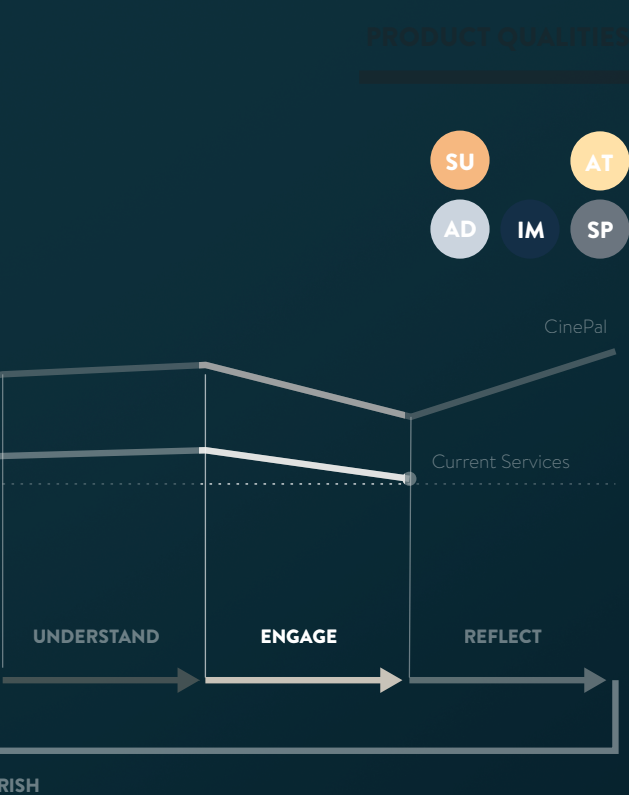 PRODUCT QUALITIES
SU AT
AD IM SP
CinePal
Current Services
UNDERSTAND ENGAGE REFLECT
RISH